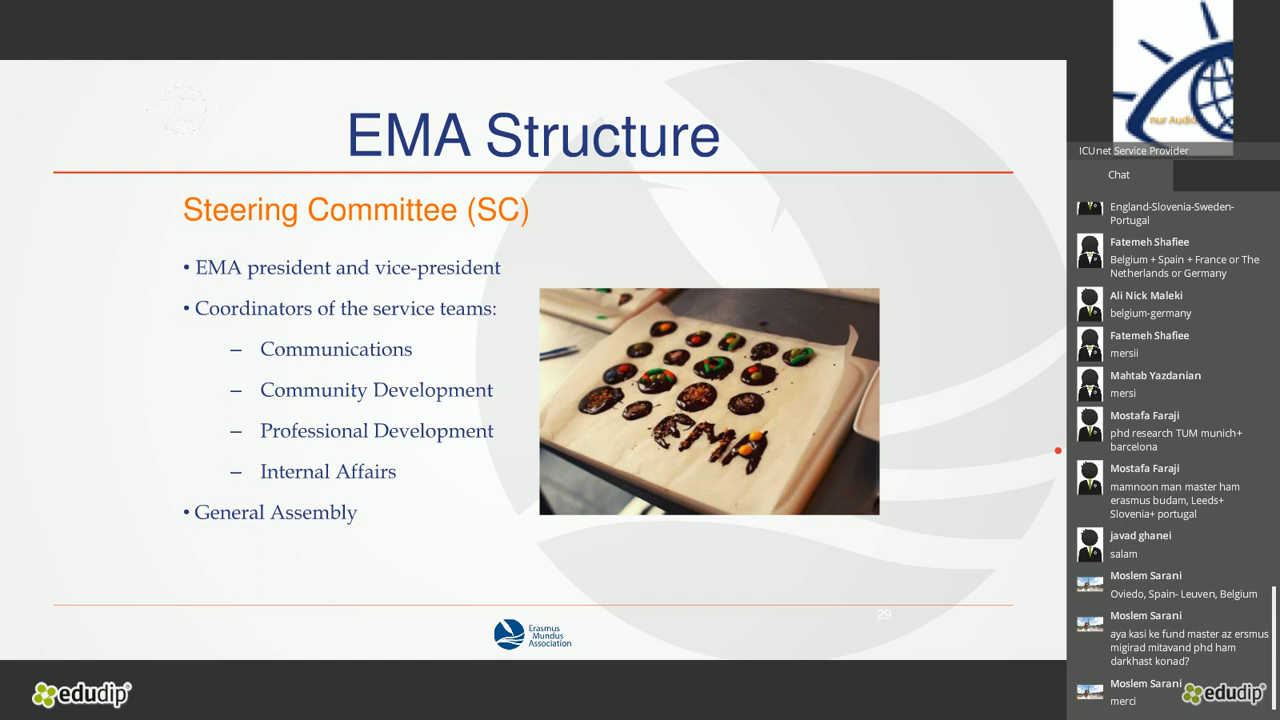 EMA Structure
Steering Committee (SC)
• EMA president and vice-president
• Coordinators of the service teams:
– Communications
– Community Development
– Professional Development
– Internal Affairs
• General Assembly
EMA
29
Erasmus
Mundus
Association
edudip
nur Audio
ICUnet Service Provider
Chat
England-Slovenia-Sweden-
Portugal
Fatemeh Shafiee
Belgium + Spain + France or The
Netherlands or Germany
Ali Nick Maleki
belgium-germany
Fatemeh Shafiee
mersii
Mahtab Yazdanian
mersi
Mostafa Faraji
phd research TUM munich+
barcelona
Mostafa Faraji
mamnoon man master ham
erasmus budam, Leeds+
Slovenia+ portugal
javad ghanei
salam
Moslem Sarani
Oviedo, Spain- Leuven, Belgium
Moslem Sarani
aya kasi ke fund master az ersmus
migirad mitavand phd ham
darkhast konad?
Moslem Sarani
merci
edudip